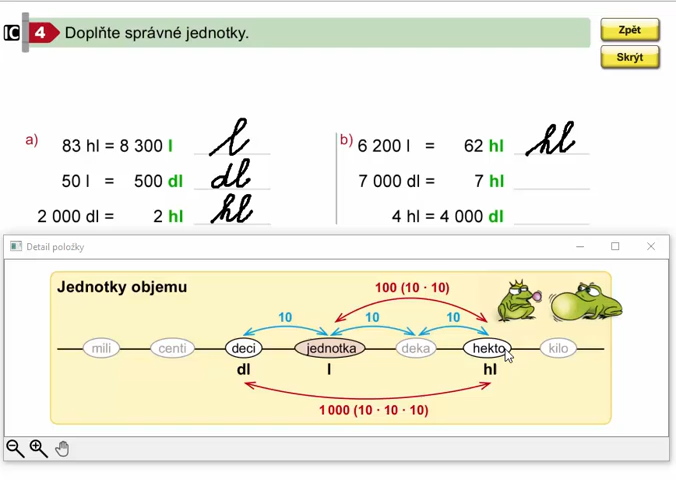 4 Doplňte správné jednotky.
Zpět
Skrýt
a) 83 hl = 8 300 l l
50 l = 500 dl dl
2 000 dl = 2 hl hl
b) 6 200 l = 62 hl hl
7 000 dl = 7 hl
4 hl = 4 000 dl
Detail položky
Jednotky objemu
100 (10 · 10)
10 10 10
mili centi deci jednotka deka hekto kilo
dl l hl
1 000 (10 · 10 · 10)